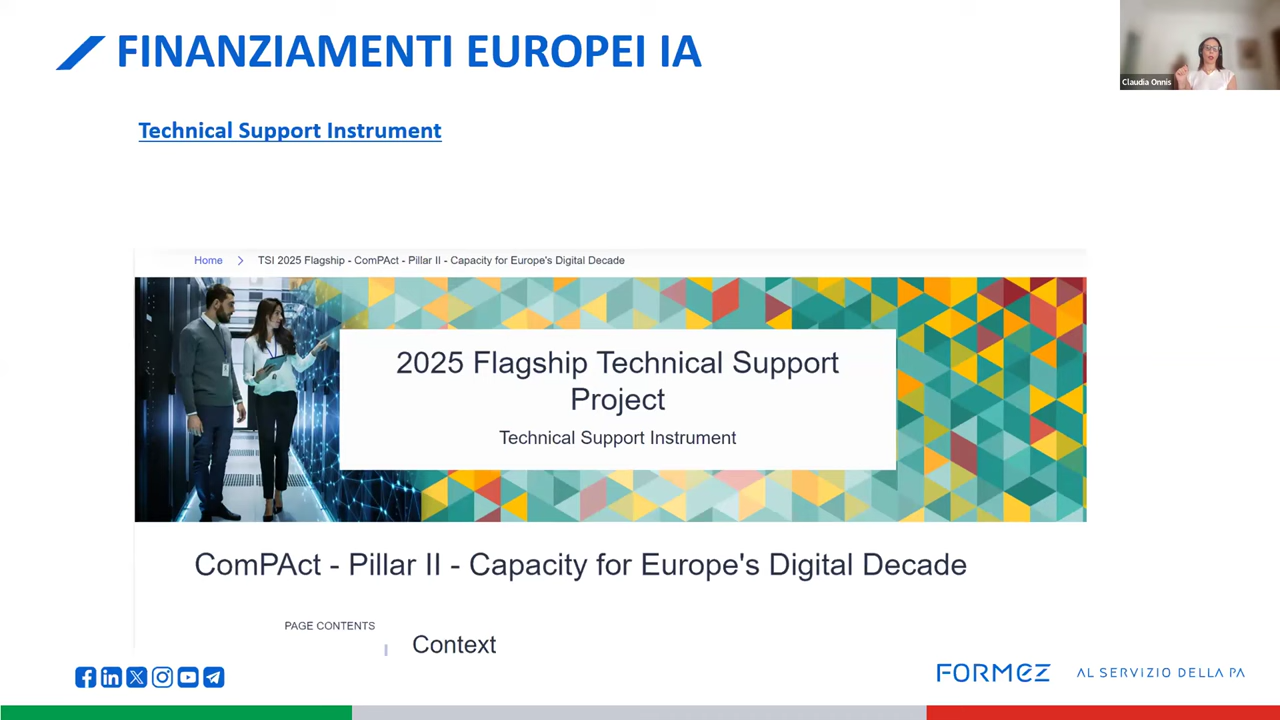 FINANZIAMENTI EUROPEI IA
Claudia Onnis
Technical Support Instrument
Home > TSI 2025 Flagship - ComPAct - Pillar II - Capacity for Europe's Digital Decade
2025 Flagship Technical Support
Project
Technical Support Instrument
ComPAct - Pillar II - Capacity for Europe's Digital Decade
PAGE CONTENTS
Context
FORMEZ
AL SERVIZIO DELLA PA